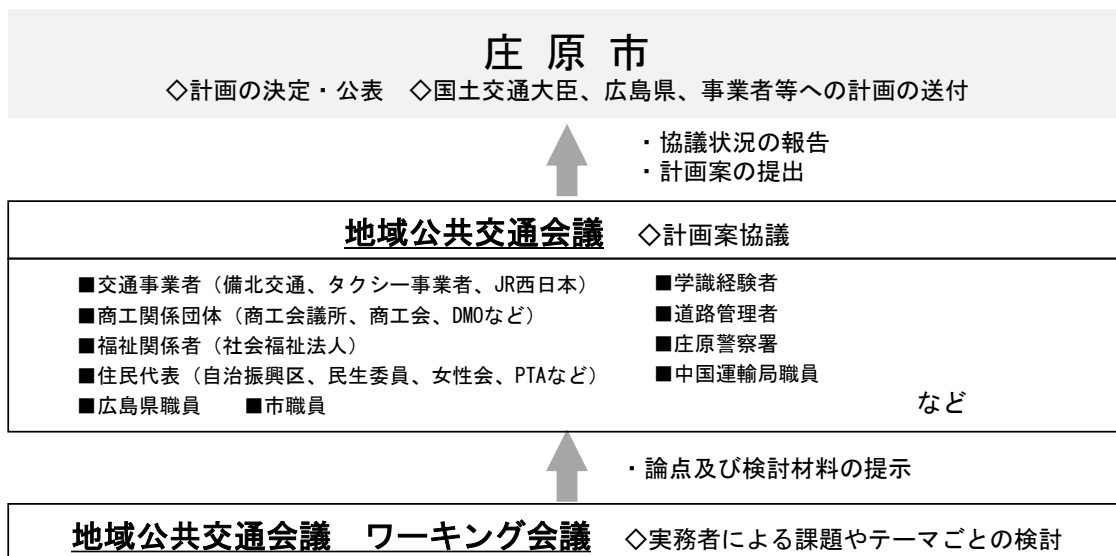 庄 原 市
◇計画の決定・公表　◇国土交通大臣、広島県、事業者等への計画の送付
・協議状況の報告
・計画案の提出
地域公共交通会議　◇計画案協議
■交通事業者（備北交通、タクシー事業者、JR西日本）
■商工関係団体（商工会議所、商工会、DMOなど）
■福祉関係者（社会福祉法人）
■住民代表（自治振興区、民生委員、女性会、PTAなど）
■広島県職員　■市職員
■学識経験者
■道路管理者
■庄原警察署
■中国運輸局職員
など
・論点及び検討材料の提示
地域公共交通会議　ワーキング会議　◇実務者による課題やテーマごとの検討